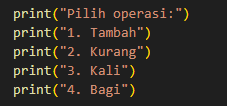 print("Pilih operasi:")
print("1. Tambah")
print("2. Kurang")
print("3. Kali")
print("4. Bagi")